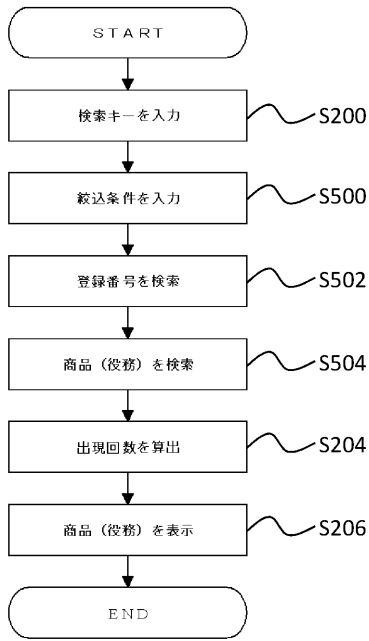 ＳＴＡＲＴ
検索キーを入力
S200
絞込条件を入力
S500
登録番号を検索
S502
商品（役務）を検索
S504
出現回数を算出
S204
商品（役務）を表示
S206
ＥＮＤ